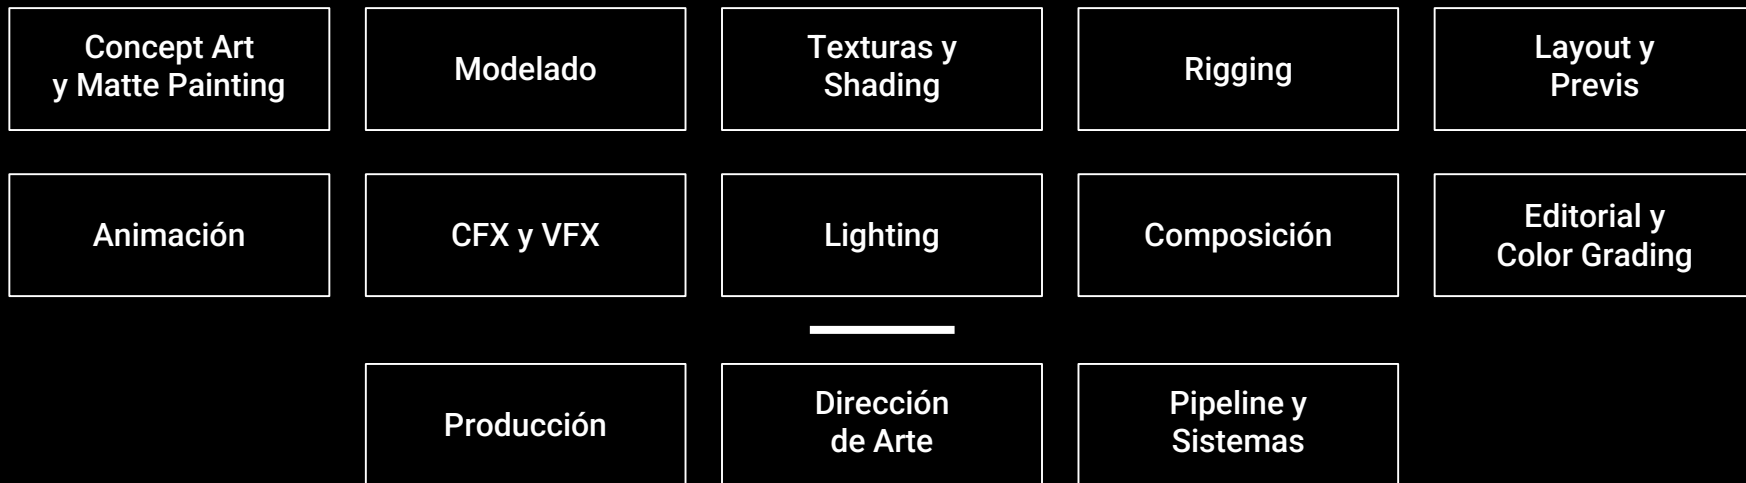 Concept Art
y Matte Painting
Modelado
Texturas y
Shading
Rigging
Layout y
Previs
Animación
CFX y VFX
Lighting
Composición
Editorial y
Color Grading
Producción
Dirección
de Arte
Pipeline y
Sistemas